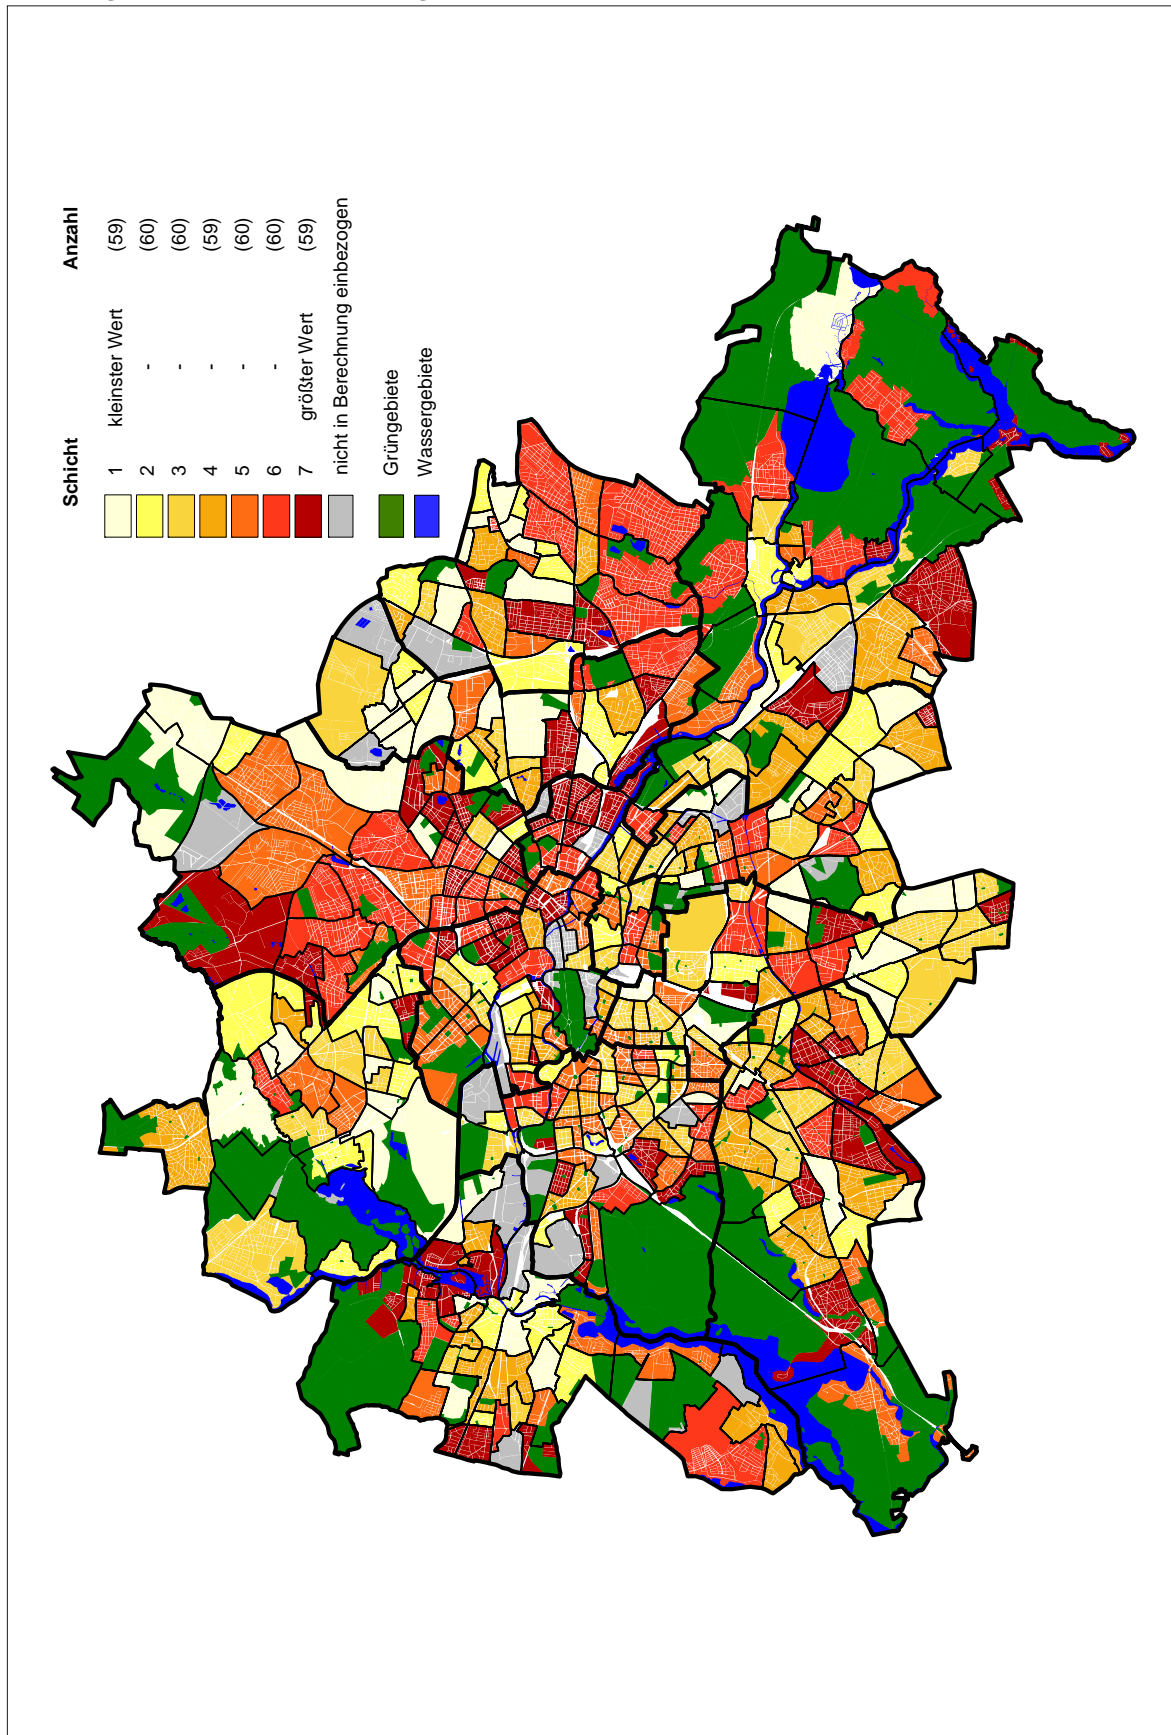 Schicht Anzahl
1 kleinster Wert (59)
2 - (60)
3 - (60)
4 - (59)
5 - (60)
6 - (60)
7 größter Wert (59)
nicht in Berechnung einbezogen
Grüngebiete
Wassergebiete